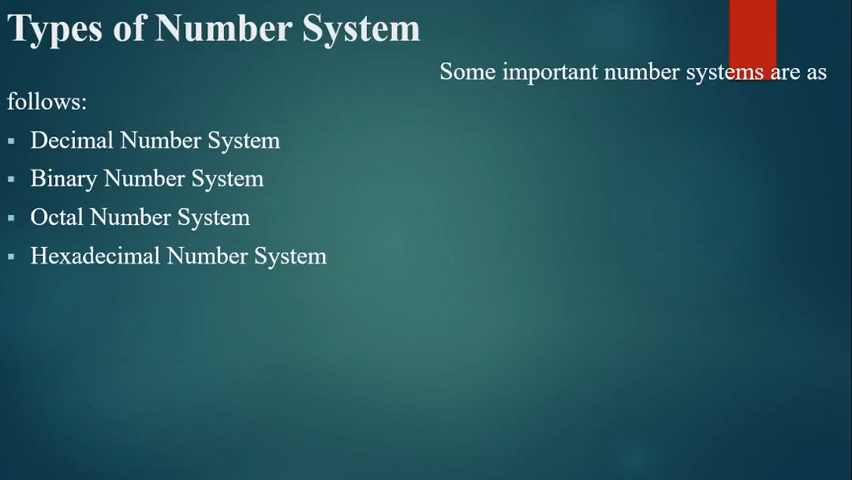 Types of Number System
Some important number systems are as
follows:
▪ Decimal Number System
▪ Binary Number System
▪ Octal Number System
▪ Hexadecimal Number System